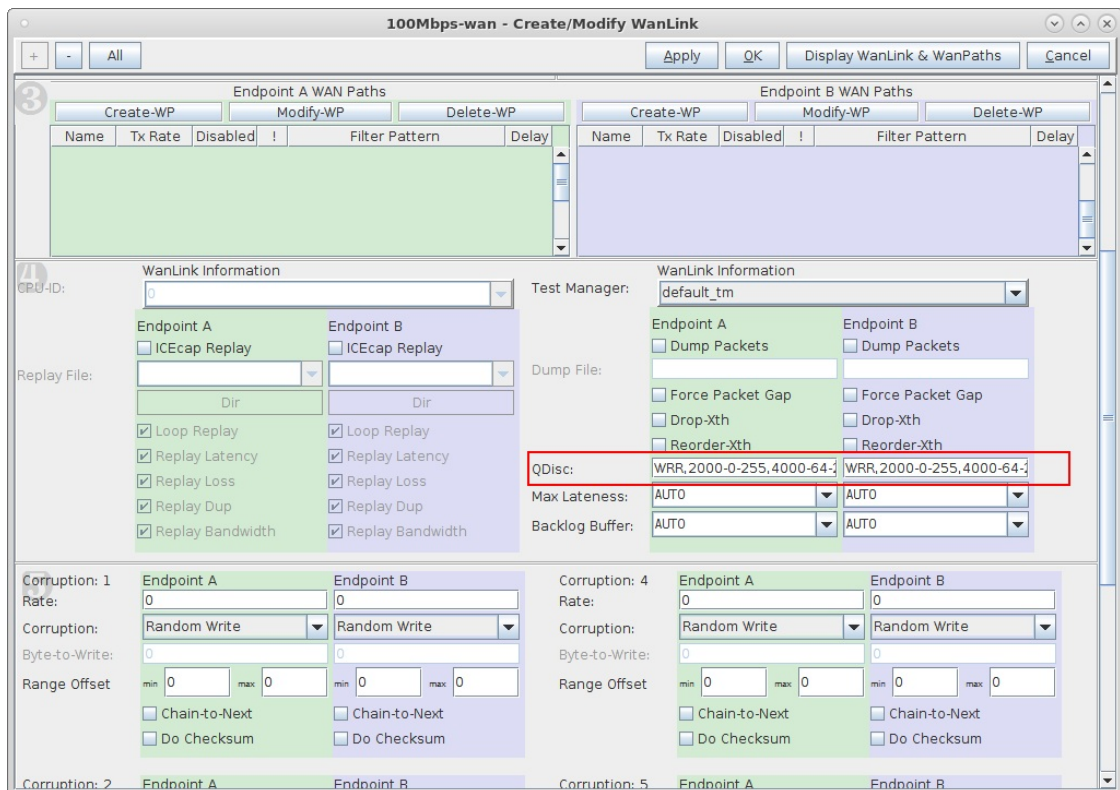 100Mbps-wan - Create/Modify WanLink
+ - All Apply OK Display WanLink & WanPaths Cancel
3
Endpoint A WAN Paths Endpoint B WAN Paths
Create-WP Modify-WP Delete-WP Create-WP Modify-WP Delete-WP
Name Tx Rate Disabled ! Filter Pattern Delay Name Tx Rate Disabled ! Filter Pattern Delay
4
WanLink Information WanLink Information
CPU-ID: 0 Test Manager: default_tm
Endpoint A Endpoint B Endpoint A Endpoint B
ICEcap Replay ICEcap Replay Dump Packets Dump Packets
Replay File: Dump File:
Dir Dir Force Packet Gap Force Packet Gap
Loop Replay Loop Replay Drop-Xth Drop-Xth
Replay Latency Replay Latency Reorder-Xth Reorder-Xth
Replay Loss Replay Loss QDisc: WRR,2000-0-255,4000-64-2 WRR,2000-0-255,4000-64-2
Replay Dup Replay Dup Max Lateness: AUTO AUTO
Replay Bandwidth Replay Bandwidth Backlog Buffer: AUTO AUTO
5
Corruption: 1 Endpoint A Endpoint B Corruption: 4 Endpoint A Endpoint B
Rate: 0 0 Rate: 0 0
Corruption: Random Write Random Write Corruption: Random Write Random Write
Byte-to-Write: 0 0 Byte-to-Write: 0 0
Range Offset min 0 max 0 min 0 max 0 Range Offset min 0 max 0 min 0 max 0
Chain-to-Next Chain-to-Next Chain-to-Next Chain-to-Next
Do Checksum Do Checksum Do Checksum Do Checksum
Corruption: 2 Endpoint A Endpoint B Corruption: 5 Endpoint A Endpoint B